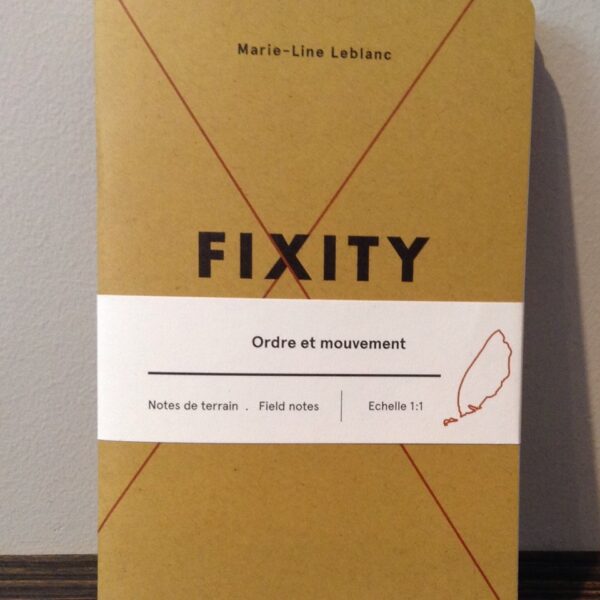 Marie-Line Leblanc
FIXITY
Ordre et mouvement
Notes de terrain . Field notes | Echelle 1:1